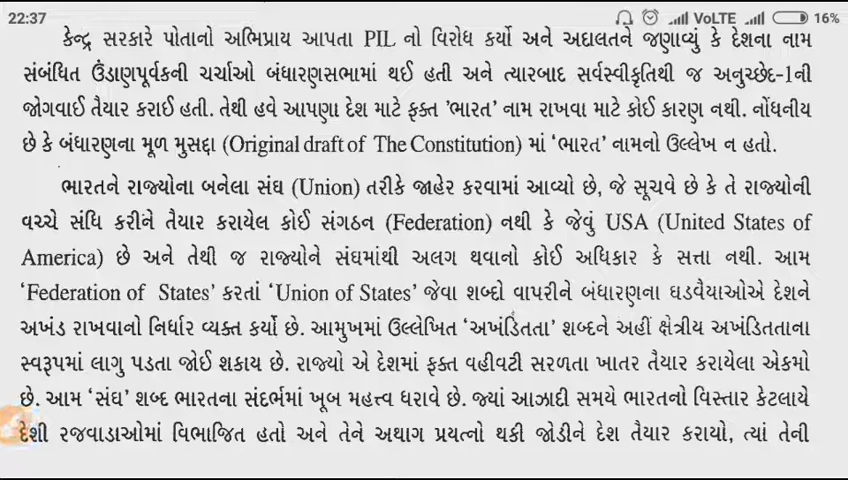 22:37 VoLTE 16%
કેન્દ્ર સરકારે પોતાનો અભિપ્રાય આપતા PIL નો વિરોધ કર્યો અને અદાલતને જણાવ્યું કે દેશના નામ
સંબંધિત ઉંડાણપૂર્વકની ચર્ચાઓ બંધારણસભામાં થઈ હતી અને ત્યારબાદ સર્વસ્વીકૃતિથી જ અનુચ્છેદ-1ની
જોગવાઈ તૈયાર કરાઈ હતી. તેથી હવે આપણા દેશ માટે ફક્ત 'ભારત' નામ રાખવા માટે કોઈ કારણ નથી. નોંધનીય
છે કે બંધારણના મૂળ મુસદ્દા (Original draft of The Constitution) માં 'ભારત' નામનો ઉલ્લેખ ન હતો.
ભારતને રાજ્યોના બનેલા સંઘ (Union) તરીકે જાહેર કરવામાં આવ્યો છે, જે સૂચવે છે કે તે રાજ્યોની
વચ્ચે સંધિ કરીને તૈયાર કરાયેલ કોઈ સંગઠન (Federation) નથી કે જેવું USA (United States of
America) છે અને તેથી જ રાજ્યોને સંઘમાંથી અલગ થવાનો કોઈ અધિકાર કે સત્તા નથી. આમ
'Federation of States' કરતાં 'Union of States' જેવા શબ્દો વાપરીને બંધારણના ઘડવૈયાઓએ દેશને
અખંડ રાખવાનો નિર્ધાર વ્યક્ત કર્યો છે. આમુખમાં ઉલ્લેખિત 'અખંડિતતા' શબ્દને અહીં ક્ષેત્રીય અખંડિતતાના
સ્વરૂપમાં લાગુ પડતા જોઈ શકાય છે. રાજ્યો એ દેશમાં ફક્ત વહીવટી સરળતા ખાતર તૈયાર કરાયેલા એકમો
છે. આમ 'સંઘ' શબ્દ ભારતના સંદર્ભમાં ખૂબ મહત્ત્વ ધરાવે છે. જ્યાં આઝાદી સમયે ભારતનો વિસ્તાર કેટલાયે
દેશી રજવાડાઓમાં વિભાજિત હતો અને તેને અથાગ પ્રયત્નો થકી જોડીને દેશ તૈયાર કરાયો, ત્યાં તેની